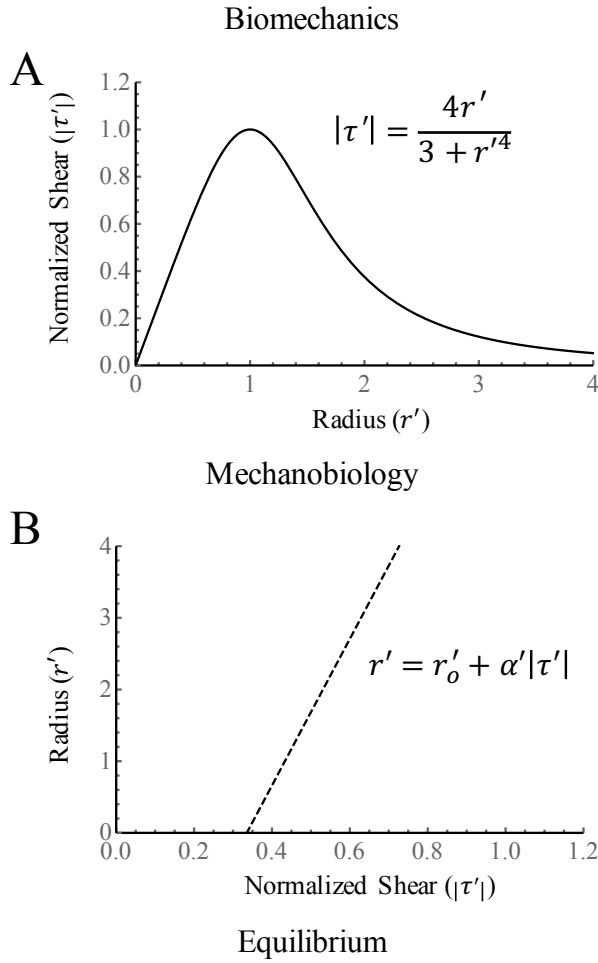 Biomechanics
A
|τ′| = 4r′ / (3 + r′⁴)
Normalized Shear (|τ′|)
1.2
1.0
0.8
0.6
0.4
0.2
0.0
0 1 2 3 4
Radius (r′)
Mechanobiology
B
r′ = r′ₒ + α′|τ′|
Radius (r′)
4
3
2
1
0
0.0 0.2 0.4 0.6 0.8 1.0 1.2
Normalized Shear (|τ′|)
Equilibrium